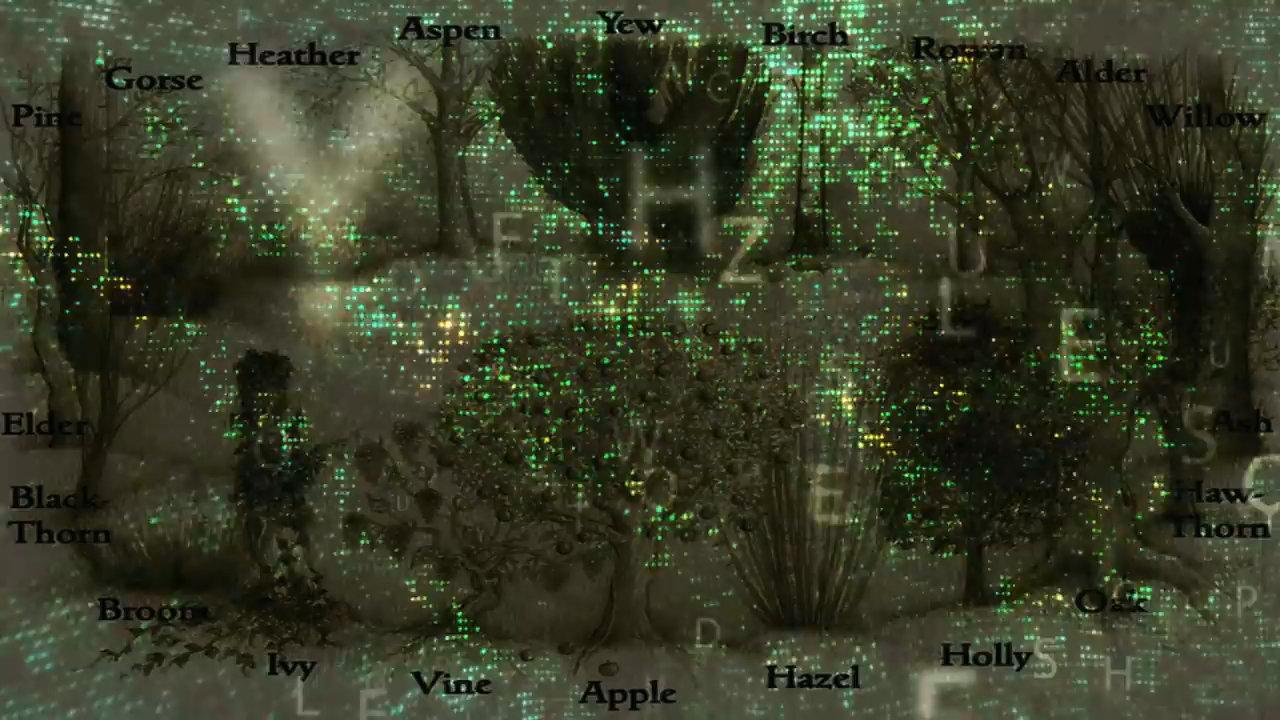 Yew
Aspen
Birch
Heather
Rowan
Gorse
Alder
Pine
Willow
Elder
Ash
Black-
Thorn
Haw-
Thorn
Broom
Oak
Ivy
Holly
Vine
Hazel
Apple
H
F
Z
U
L
E
U
S
E
D
S
H
P
L
F